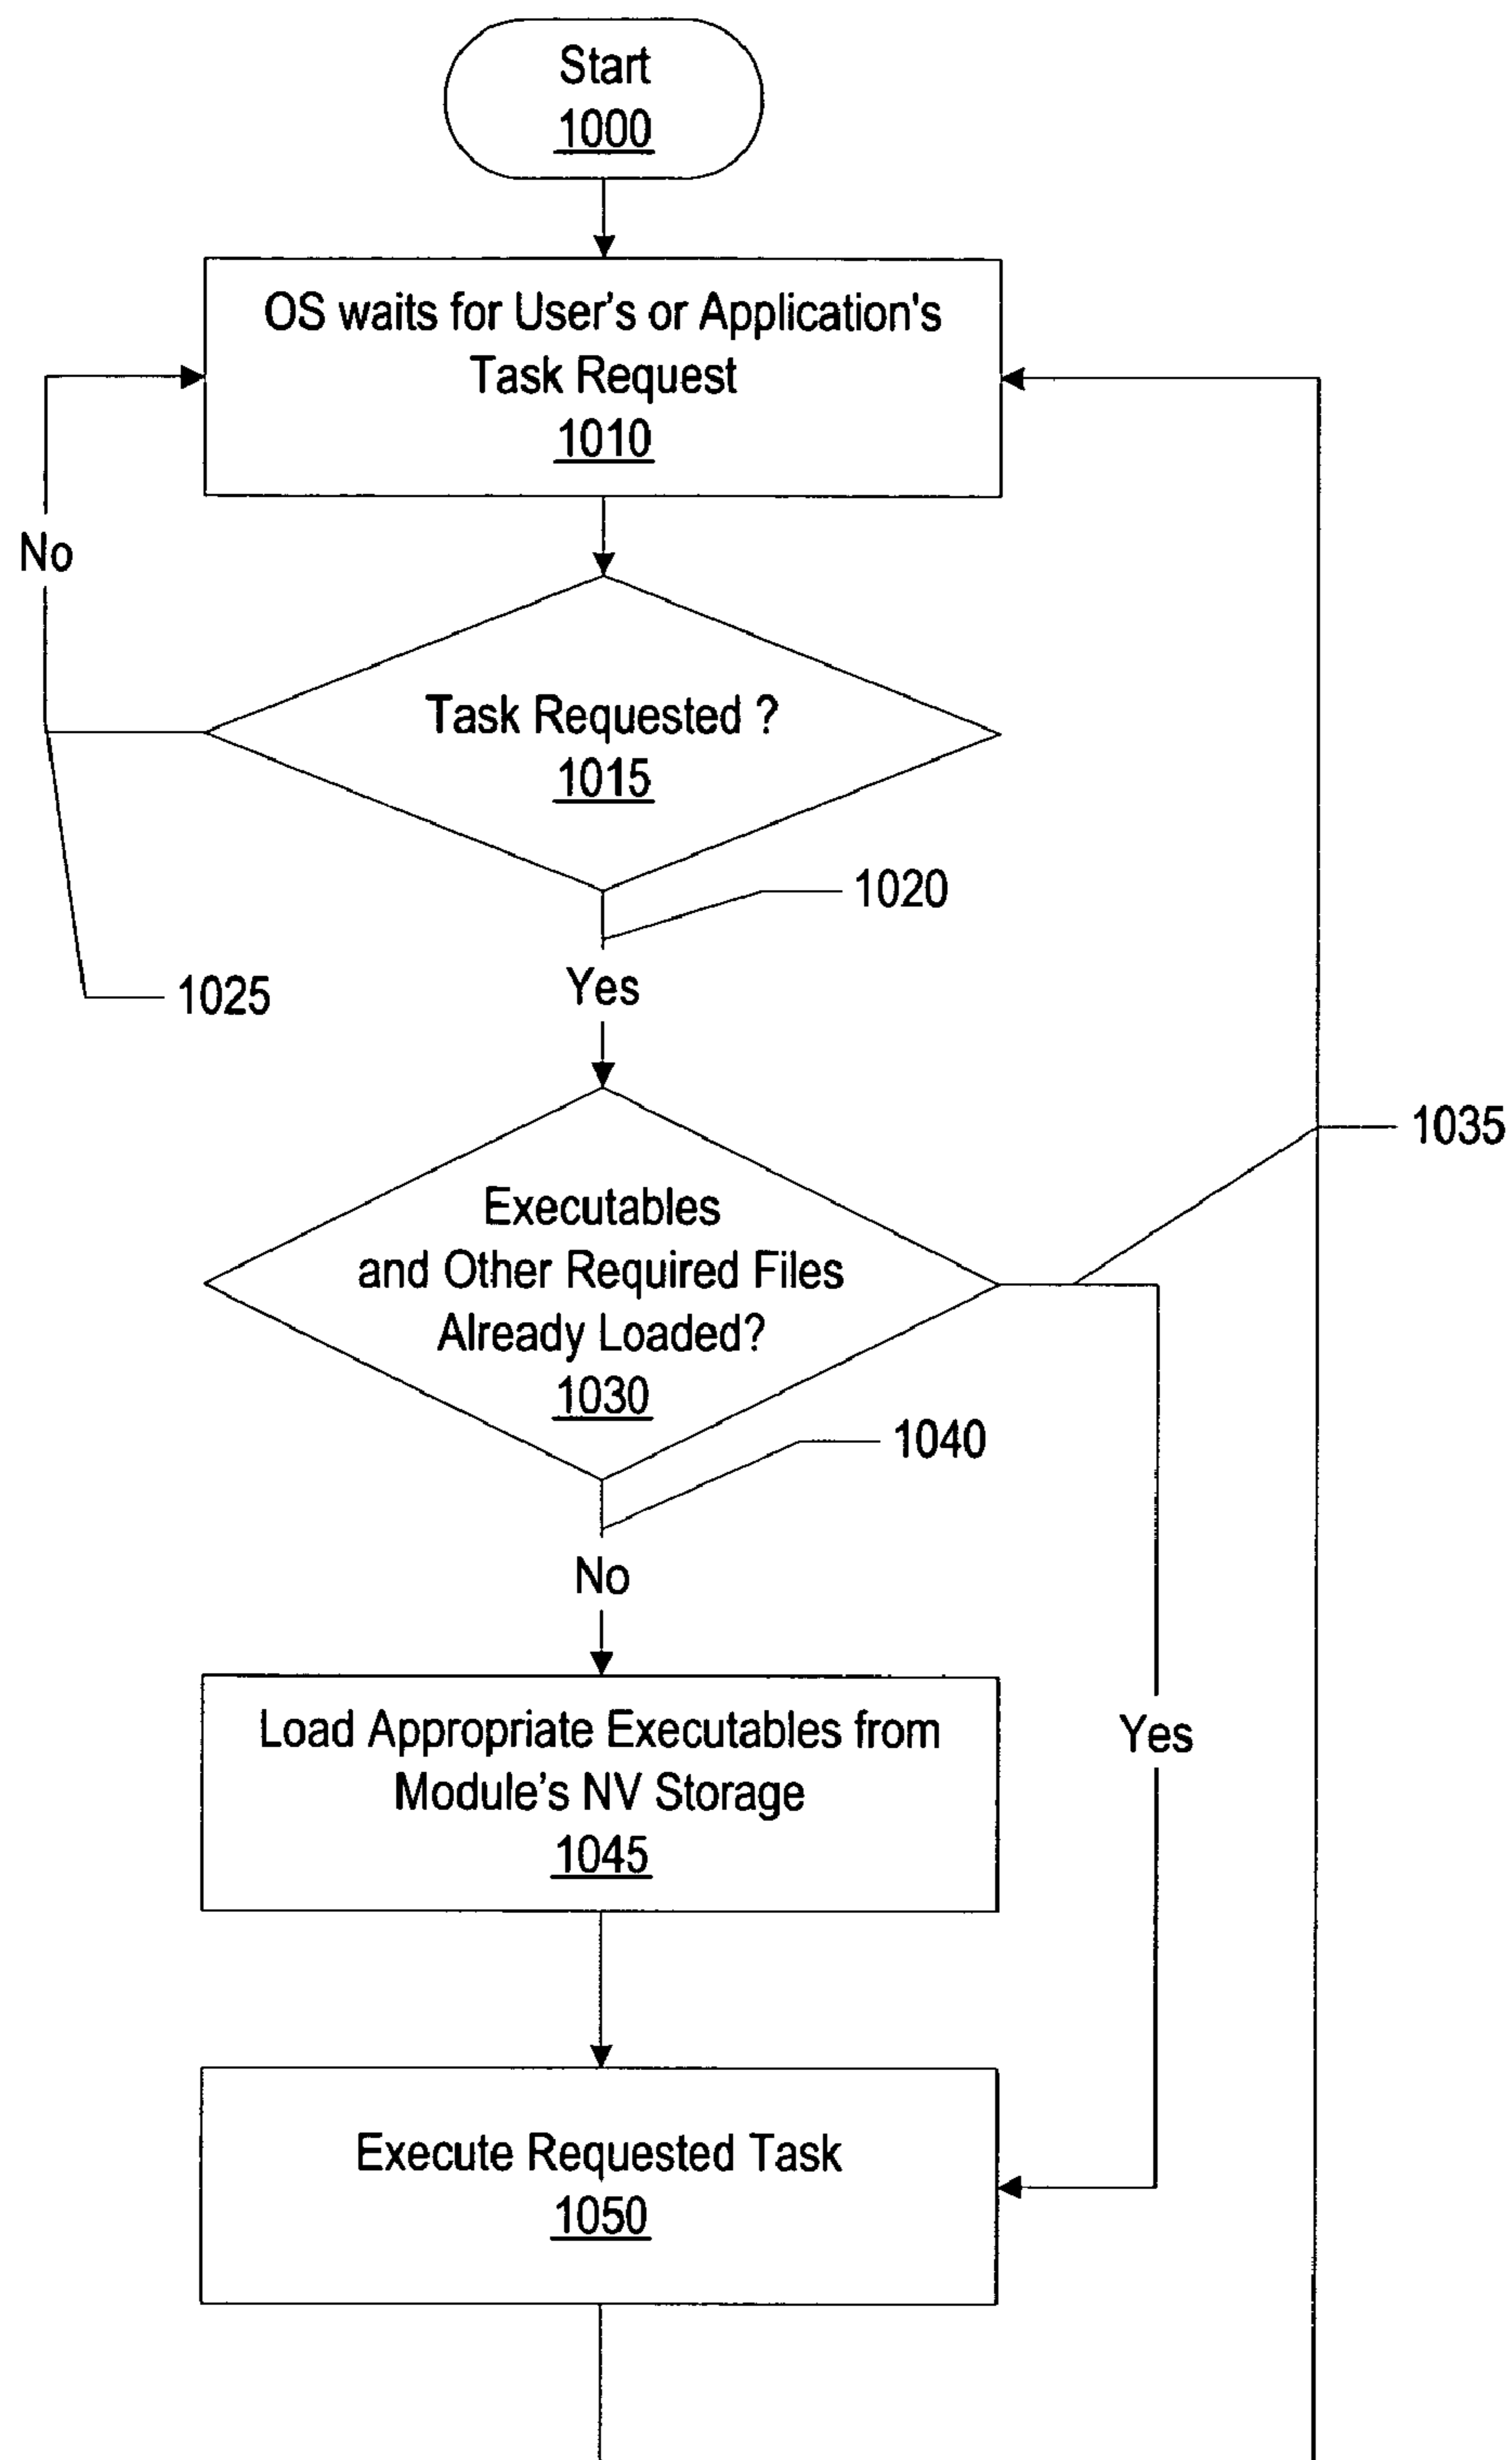 Start
1000
OS waits for User's or Application's
Task Request
1010
No
Task Requested ?
1015
1020
1025
Yes
1035
Executables
and Other Required Files
Already Loaded?
1030
1040
No
Load Appropriate Executables from
Module's NV Storage
1045
Yes
Execute Requested Task
1050